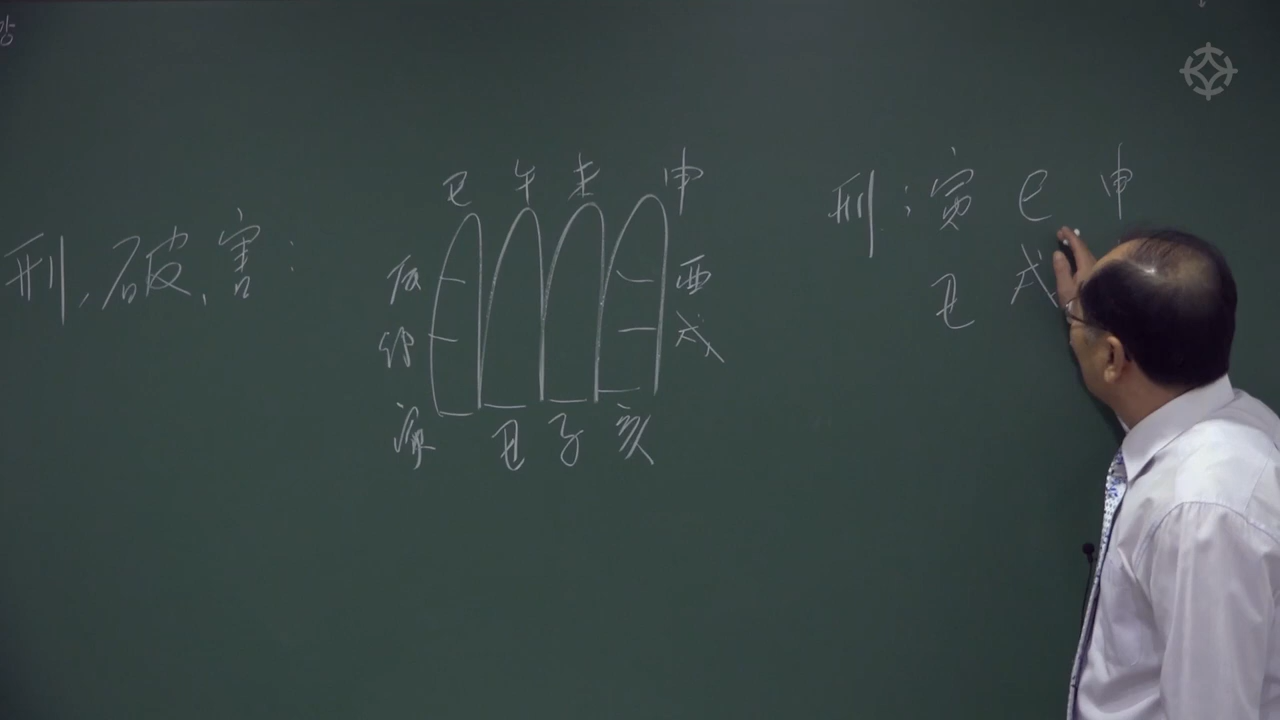 刑, 破, 害 :
巳 午 未 申
辰 酉
卯 戌
寅 丑 子 亥
刑 ; 寅 巳 申
丑 戌